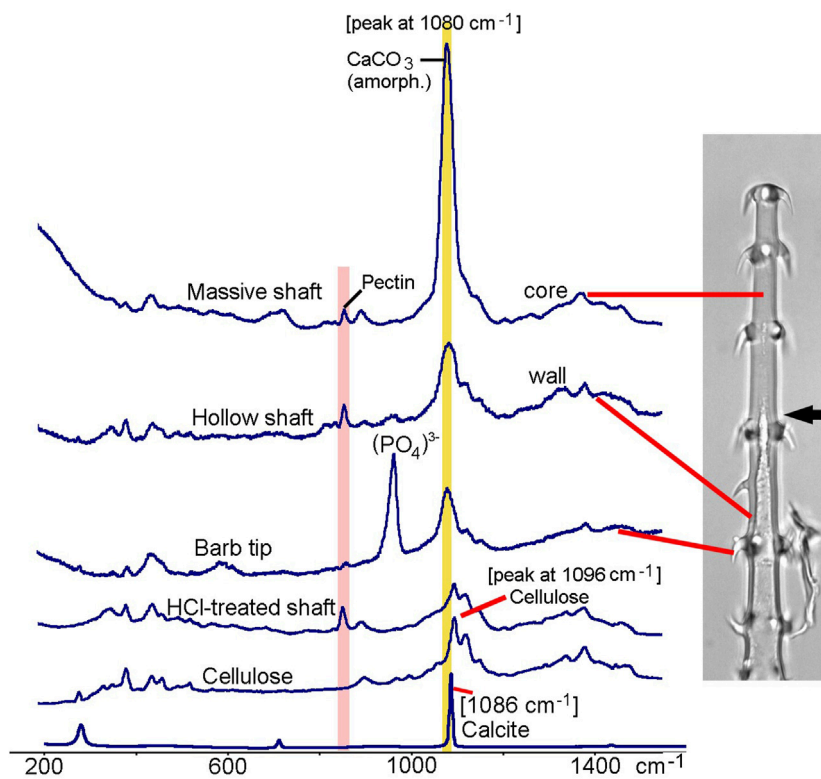 [peak at 1080 cm⁻¹]
CaCO₃
(amorph.)
Massive shaft
Pectin
core
Hollow shaft
wall
(PO₄)³⁻
Barb tip
[peak at 1096 cm⁻¹]
HCl-treated shaft
Cellulose
Cellulose
[1086 cm⁻¹]
Calcite
200
600
1000
1400
cm⁻¹